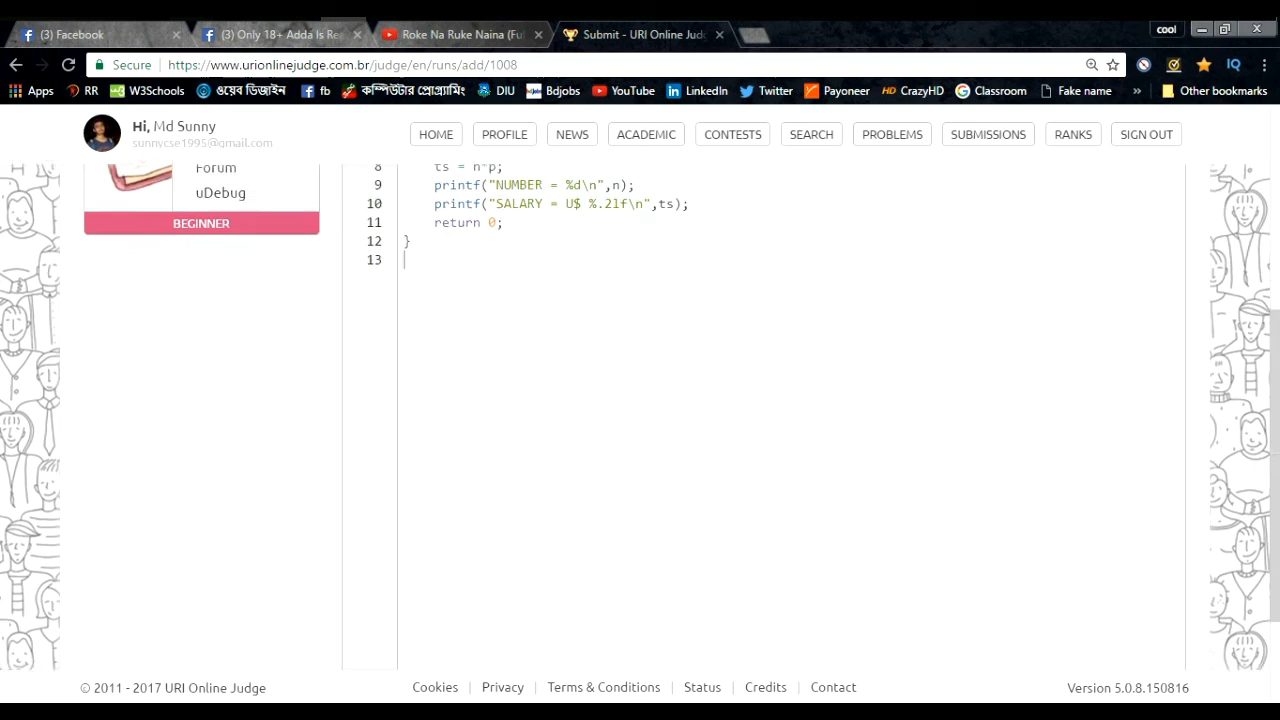 (3) Facebook
(3) Only 18+ Adda Is Rea
Roke Na Ruke Naina (Ful
Submit - URI Online Judg
cool
Secure
https://www.urionlinejudge.com.br/judge/en/runs/add/1008
IQ
Apps
RR
W3Schools
ওয়েব ডিজাইন
fb
কম্পিউটার প্রোগ্রামিং
DIU
Bdjobs
YouTube
LinkedIn
Twitter
Payoneer
HD CrazyHD
Classroom
Fake name
»
Other bookmarks
Hi, Md Sunny
sunnycse1995@gmail.com
HOME
PROFILE
NEWS
ACADEMIC
CONTESTS
SEARCH
PROBLEMS
SUBMISSIONS
RANKS
SIGN OUT
Forum
uDebug
BEGINNER
8 ts = h*p;
9 printf("NUMBER = %d\n",n);
10 printf("SALARY = U$ %.2lf\n",ts);
11 return 0;
12 }
13
© 2011 - 2017 URI Online Judge
Cookies
Privacy
Terms & Conditions
Status
Credits
Contact
Version 5.0.8.150816